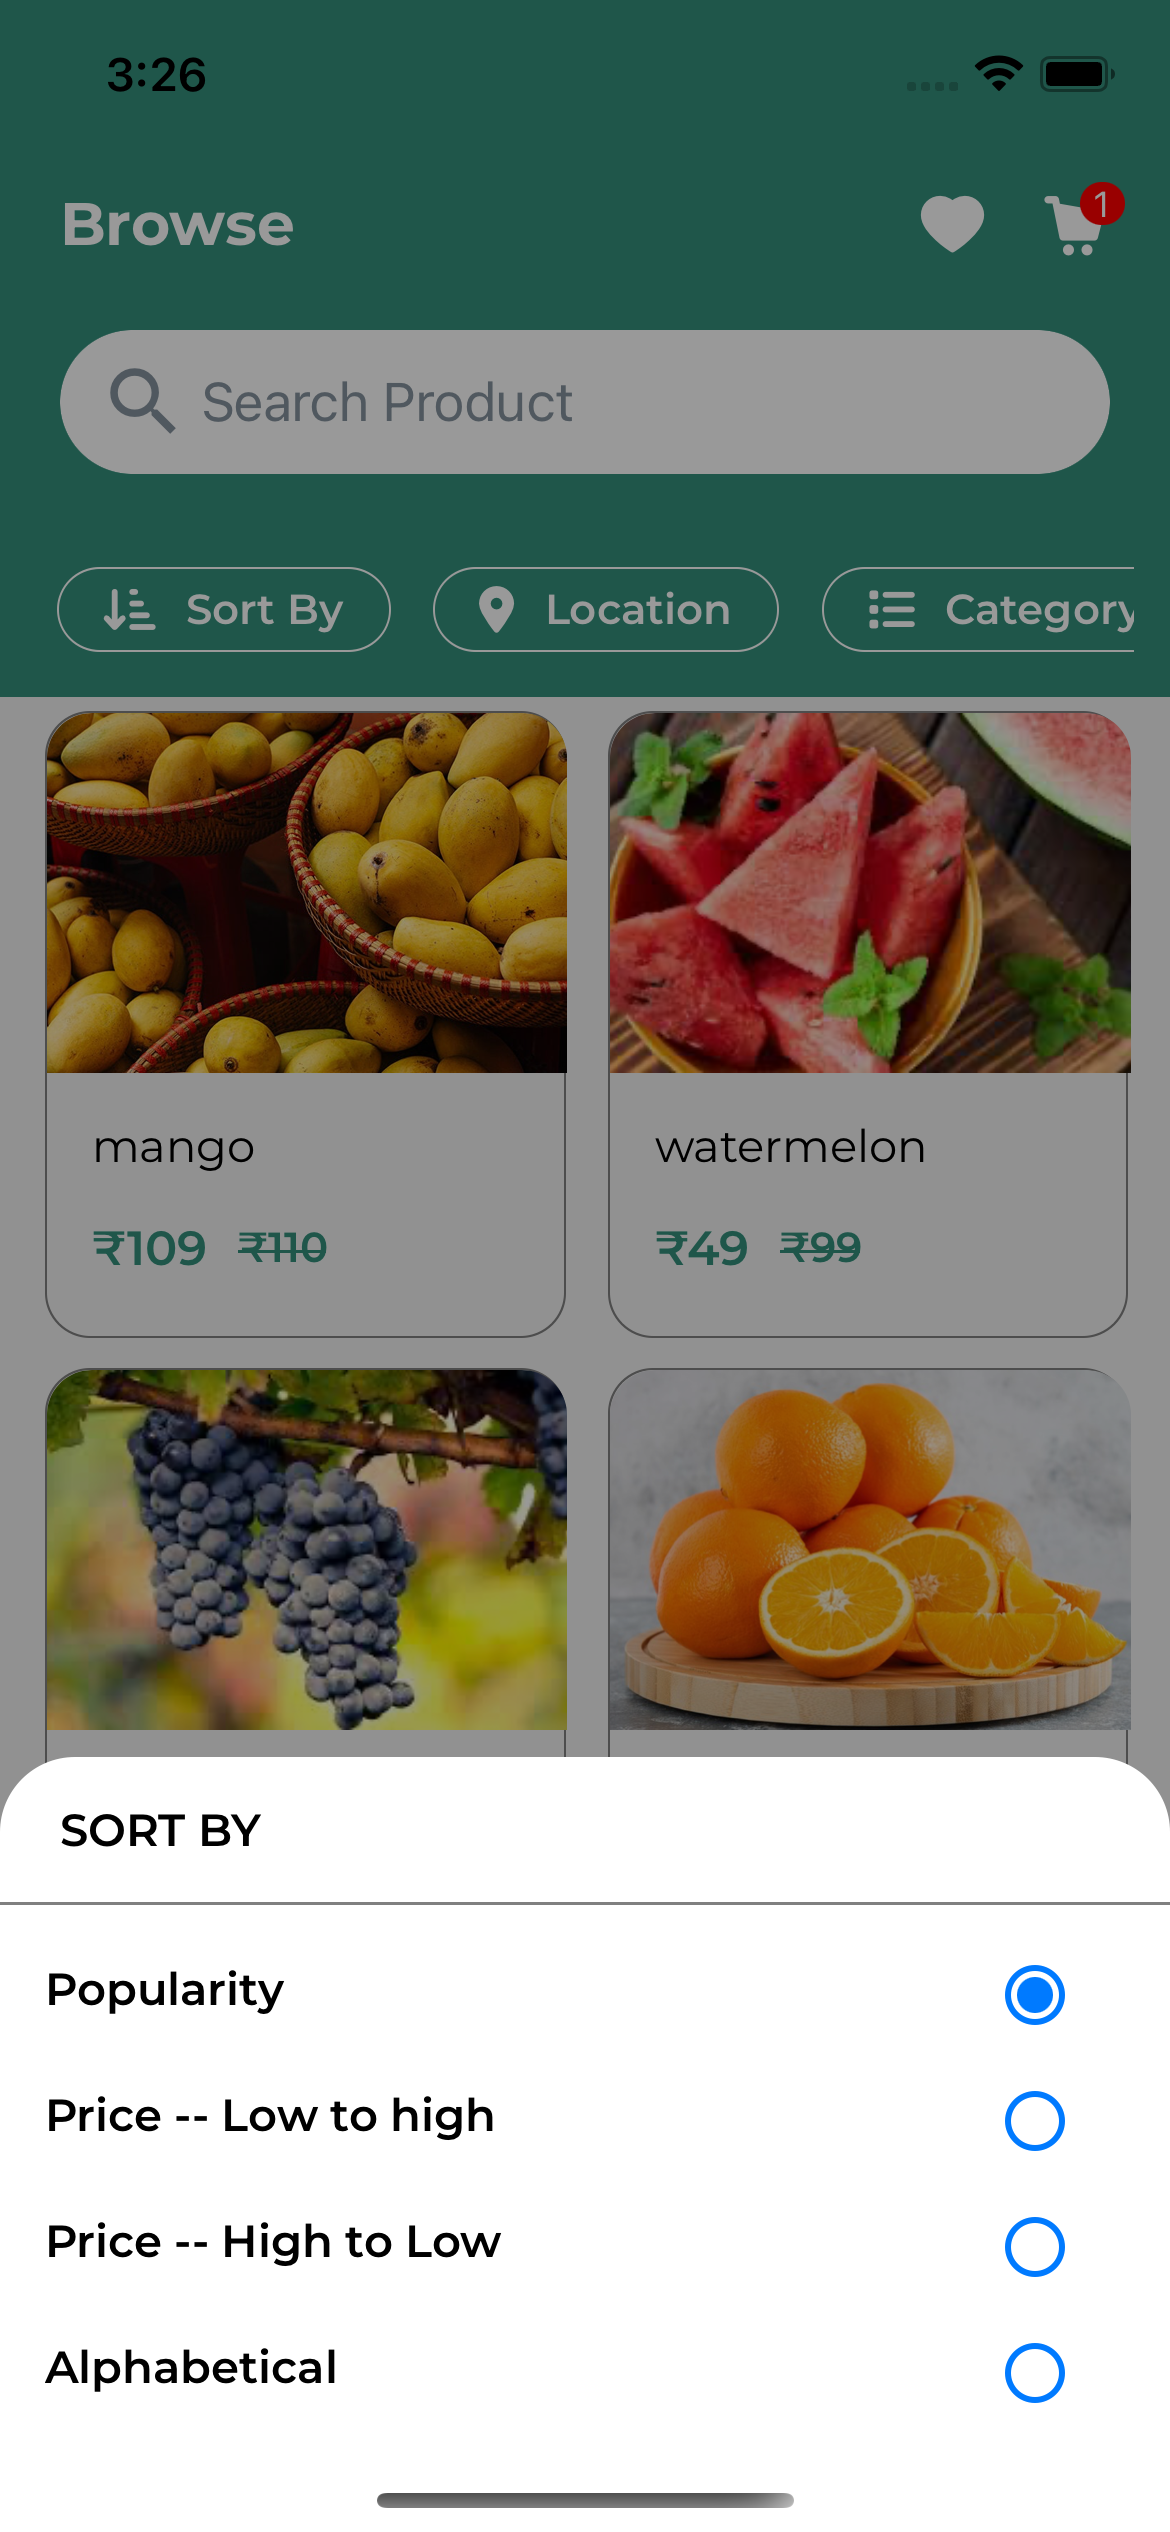 3:26
Browse
1
Search Product
Sort By
Location
Category
mango
watermelon
₹109 ₹110
₹49 ₹99
SORT BY
Popularity
Price -- Low to high
Price -- High to Low
Alphabetical